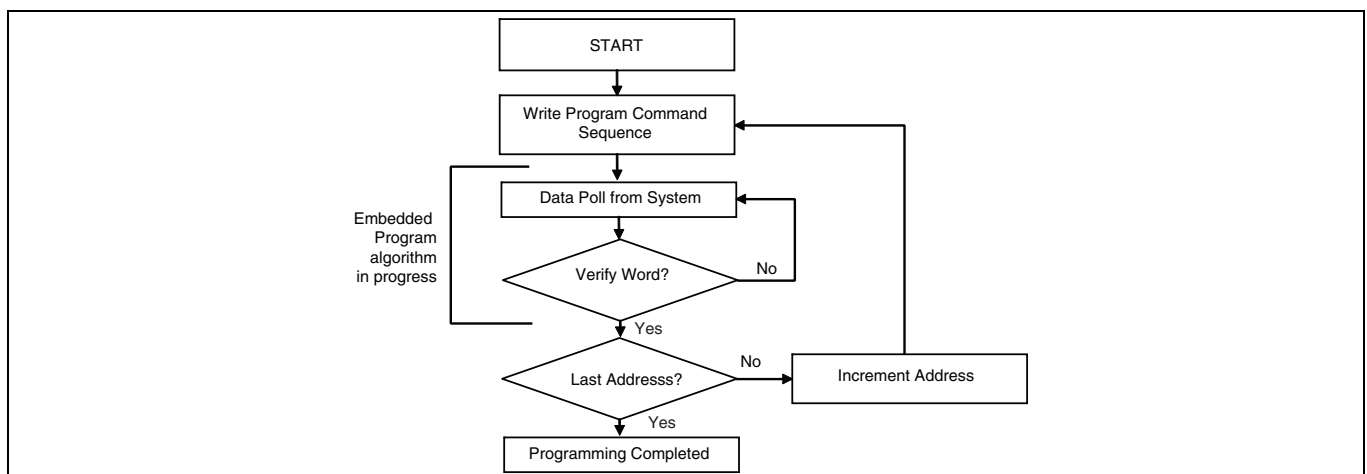 START
Write Program Command
Sequence
Data Poll from System
Embedded
Program
algorithm
in progress
Verify Word?
No
Yes
Last Addresss?
No
Increment Address
Yes
Programming Completed